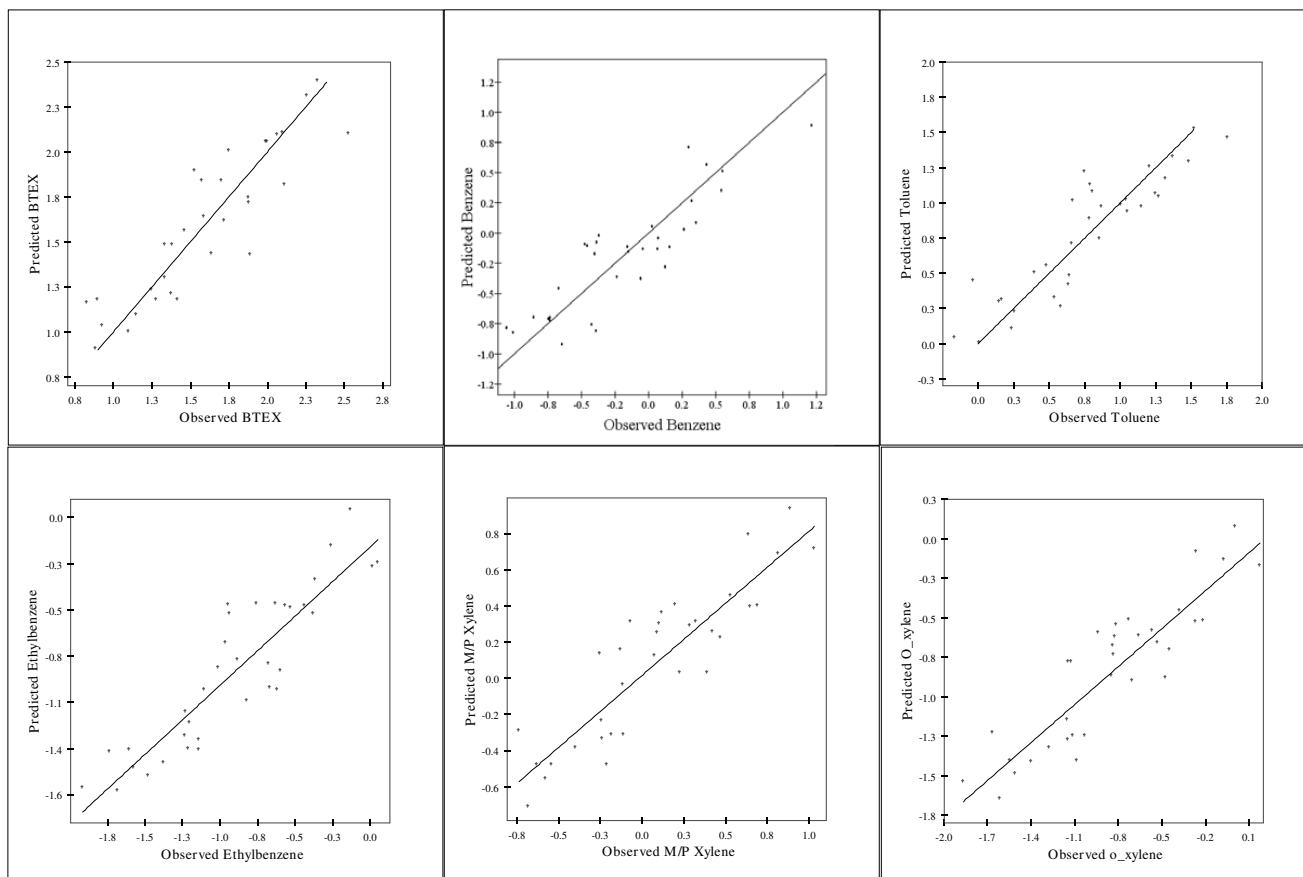 2.5
2.3
2.0
1.8
1.5
1.3
1.0
0.8
Predicted BTEX
0.8 1.0 1.3 1.5 1.8 2.0 2.3 2.5 2.8
Observed BTEX
1.2
1.0
0.8
0.5
0.2
0.0
-0.2
-0.5
-0.8
-1.0
-1.2
Predicted Benzene
-1.0 -0.8 -0.5 -0.2 0.0 0.2 0.5 0.8 1.0 1.2
Observed Benzene
2.0
1.8
1.5
1.3
1.0
0.8
0.5
0.3
0.0
-0.3
Predicted Toluene
0.0 0.3 0.5 0.8 1.0 1.3 1.5 1.8 2.0
Observed Toluene
0.0
-0.3
-0.5
-0.8
-1.1
-1.4
-1.6
Predicted Ethylbenzene
-1.8 -1.6 -1.3 -1.1 -0.8 -0.5 -0.3 0.0
Observed Ethylbenzene
0.8
0.6
0.4
0.2
0.0
-0.2
-0.4
-0.6
Predicted M/P Xylene
-0.8 -0.5 -0.3 0.0 0.3 0.5 0.8 1.0
Observed M/P Xylene
0.3
0.0
-0.3
-0.5
-0.8
-1.0
-1.3
-1.5
-1.8
Predicted O_xylene
-2.0 -1.7 -1.4 -1.1 -0.8 -0.5 -0.2 0.1
Observed o_xylene